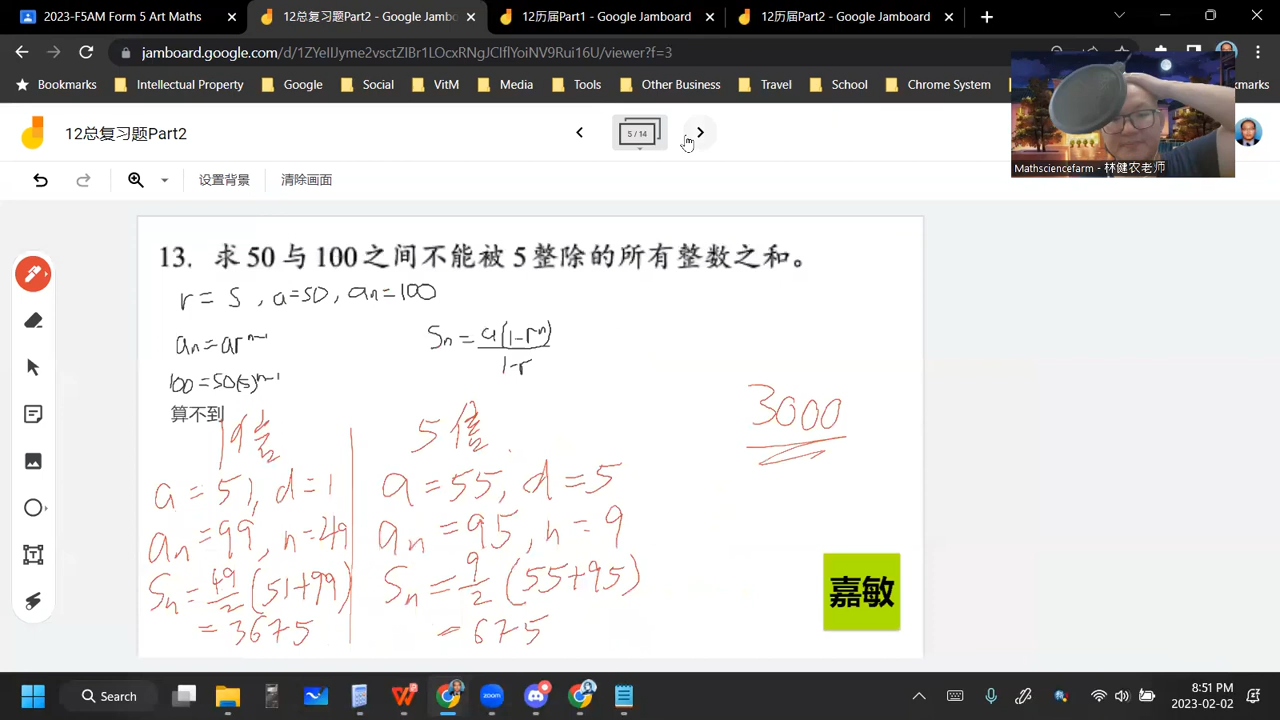 2023-F5AM Form 5 Art Maths
12总复习题Part2 - Google Jambo
12历届Part1 - Google Jamboard
12历届Part2 - Google Jamboard
jamboard.google.com/d/1ZYelIJyme2vsctZlBr1LOcxRNgJClflYoiNV9Rui16U/viewer?f=3
Bookmarks
Intellectual Property
Google
Social
VitM
Media
Tools
Other Business
Travel
School
Chrome System
Mathsciencefarm - 林健农老师
12总复习题Part2
5 / 14
设置背景
清除画面
13. 求 50 与 100 之间不能被 5 整除的所有整数之和。
r = 5 , a=50 , an=100
an=ar^n-1
Sn = a(1-r^n)/1-r
100=50(5)^n-1
算不到
1倍
5倍
3000
a=51, d=1
a=55, d=5
an=99, n=49
an=95, n=9
Sn=49/2(51+99)
Sn=9/2(55+95)
=3675
=675
嘉敏
Search
8:51 PM
2023-02-02